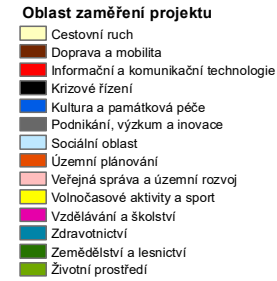 Oblast zaměření projektu
Cestovní ruch
Doprava a mobilita
Informační a komunikační technologie
Krizové řízení
Kultura a památková péče
Podnikání, výzkum a inovace
Sociální oblast
Územní plánování
Veřejná správa a územní rozvoj
Volnočasové aktivity a sport
Vzdělávání a školství
Zdravotnictví
Zemědělství a lesnictví
Životní prostředí